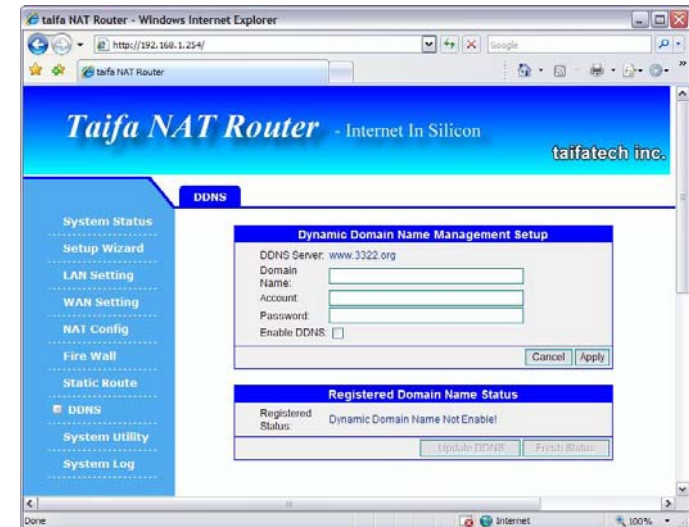 taifa NAT Router - Windows Internet Explorer
http://192.168.1.254/
Google
taifa NAT Router
Taifa NAT Router - Internet In Silicon
taifatech inc.
DDNS
System Status
Setup Wizard
LAN Setting
WAN Setting
NAT Config
Fire Wall
Static Route
DDNS
System Utility
System Log
Dynamic Domain Name Management Setup
DDNS Server: www.3322.org
Domain
Name:
Account:
Password:
Enable DDNS:
Cancel Apply
Registered Domain Name Status
Registered
Status:
Dynamic Domain Name Not Enable!
Update DDNS Fresh Status
Done
Internet
100%